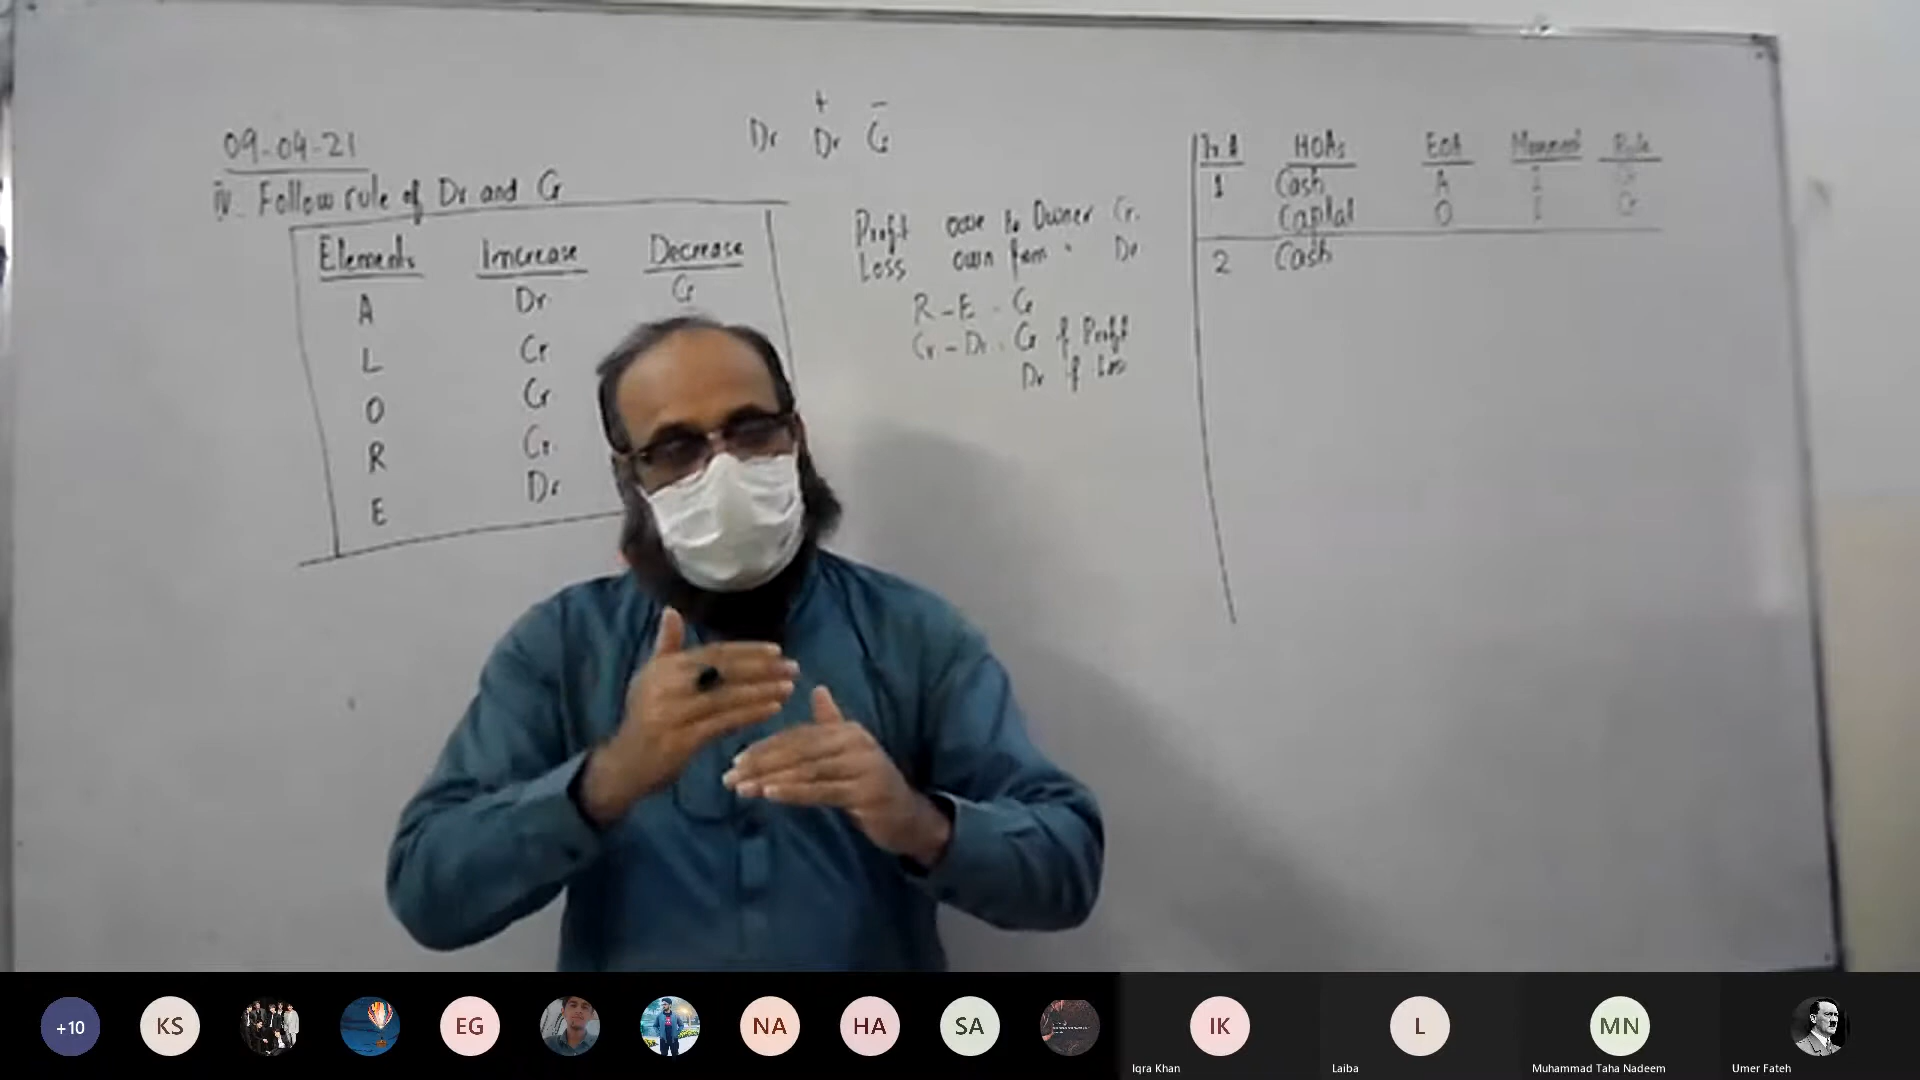 09-04-21
iv. Follow rule of Dr and Cr
Elements Increase Decrease
A Dr Cr
L Cr
O Cr
R Cr.
E Dr
+ -
Dr Dr Cr
Profit owe to Owner Cr.
Loss own from " Dr
R - E - Cr
Cr. - Dr. Cr if Profit
Dr if Loss
HOAs EOA Rule
1 Cash A I
Capital O I Cr
2 Cash
+10
KS
EG
NA
HA
SA
IK
L
MN
Iqra Khan
Laiba
Muhammad Taha Nadeem
Umer Fateh